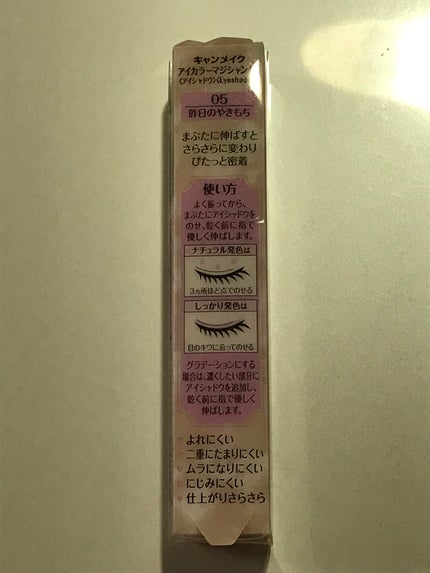 キャンメイク
アイカラーマジシャン
〈アイシャドウ〉〈Eyeshad
05
昨日のやきもち
まぶたに伸ばすと
さらさらに変わり
ぴたっと密着
使い方
よく振ってから、
まぶたにアイシャドウを
のせ、乾く前に指で
優しく伸ばします。
ナチュラル発色は
3ヵ所ほど点でのせる
しっかり発色は
目のキワに沿ってのせる
グラデーションにする
場合は、濃くしたい部分に
アイシャドウを追加し、
乾く前に指で優しく
伸ばします。
よれにくい
二重にたまりにくい
ムラになりにくい
にじみにくい
仕上がりさらさら